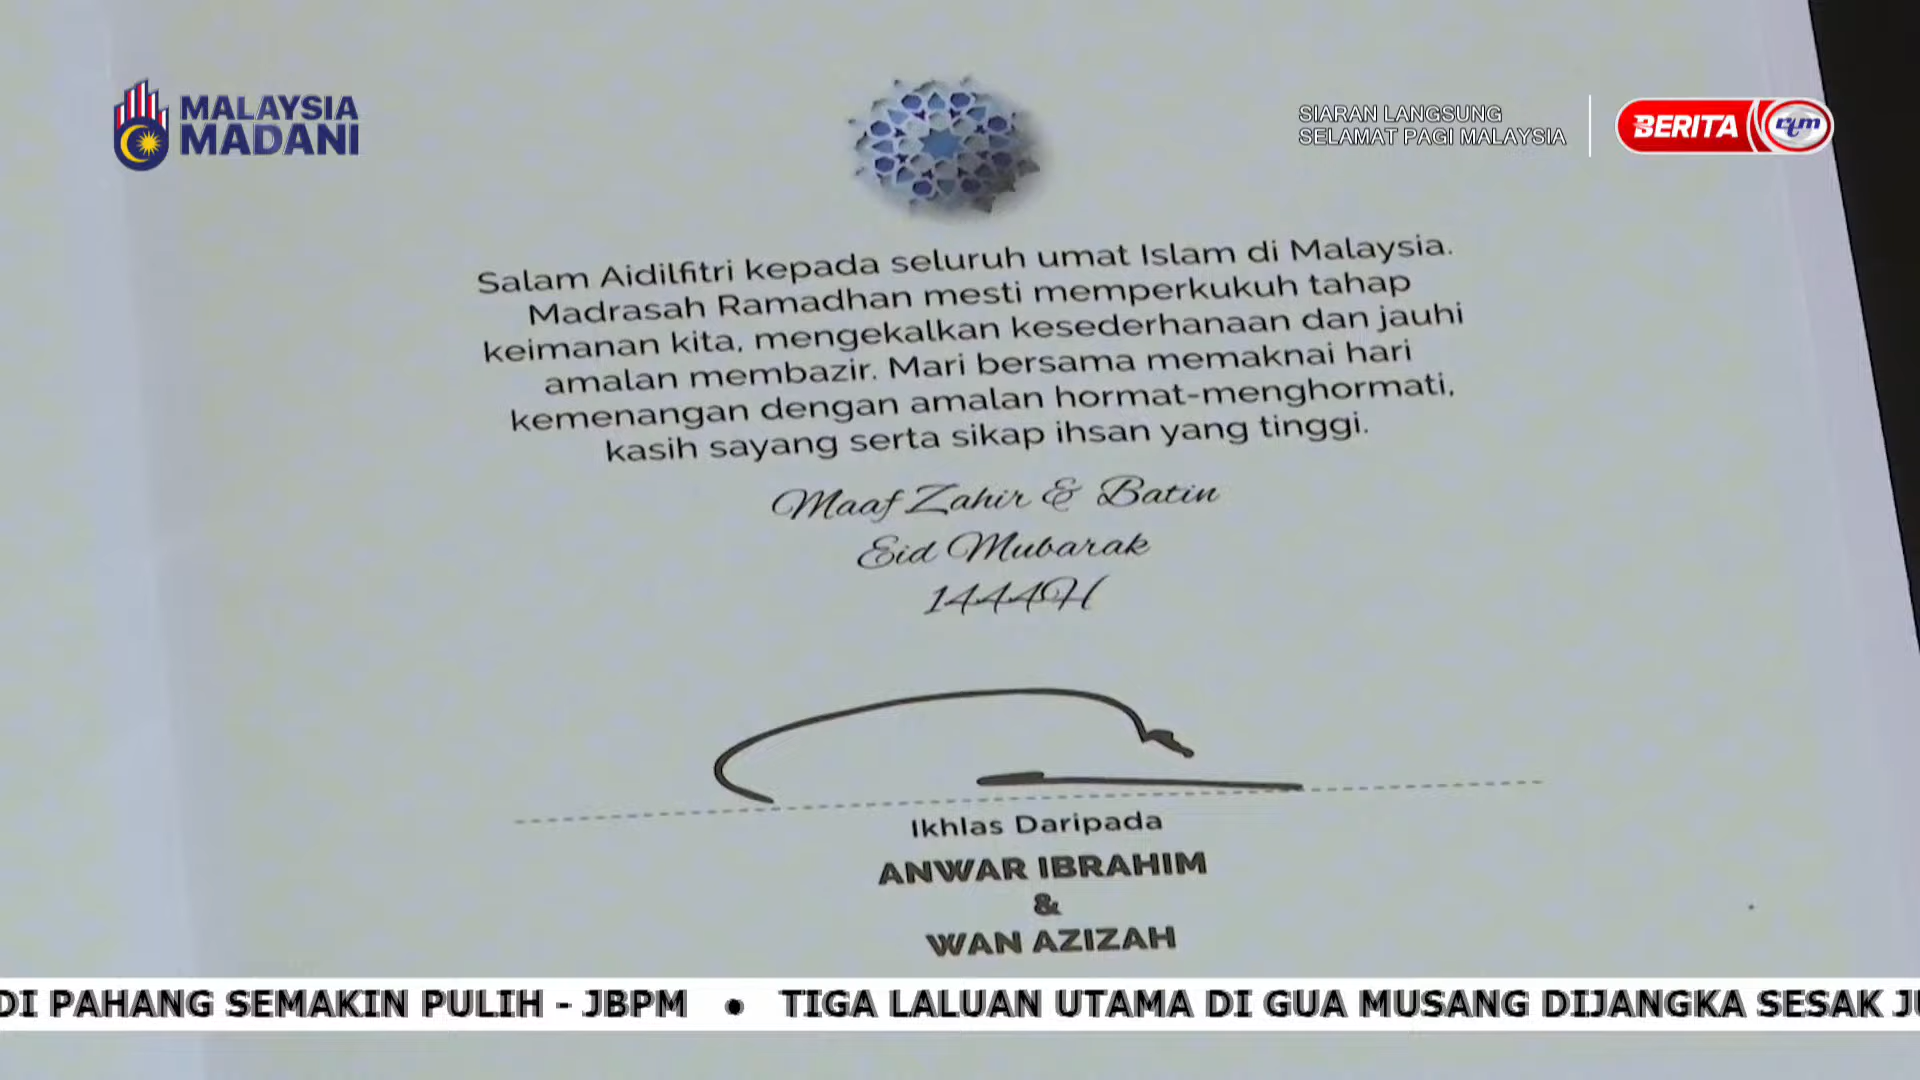 MALAYSIA
MADANI
SIARAN LANGSUNG
SELAMAT PAGI MALAYSIA
BERITA rtm
Salam Aidilfitri kepada seluruh umat Islam di Malaysia.
Madrasah Ramadhan mesti memperkukuh tahap
keimanan kita, mengekalkan kesederhanaan dan jauhi
amalan membazir. Mari bersama memaknai hari
kemenangan dengan amalan hormat-menghormati,
kasih sayang serta sikap ihsan yang tinggi.
Maaf Zahir & Batin
Eid Mubarak
1444H
Ikhlas Daripada
ANWAR IBRAHIM
&
WAN AZIZAH
DI PAHANG SEMAKIN PULIH - JBPM • TIGA LALUAN UTAMA DI GUA MUSANG DIJANGKA SESAK